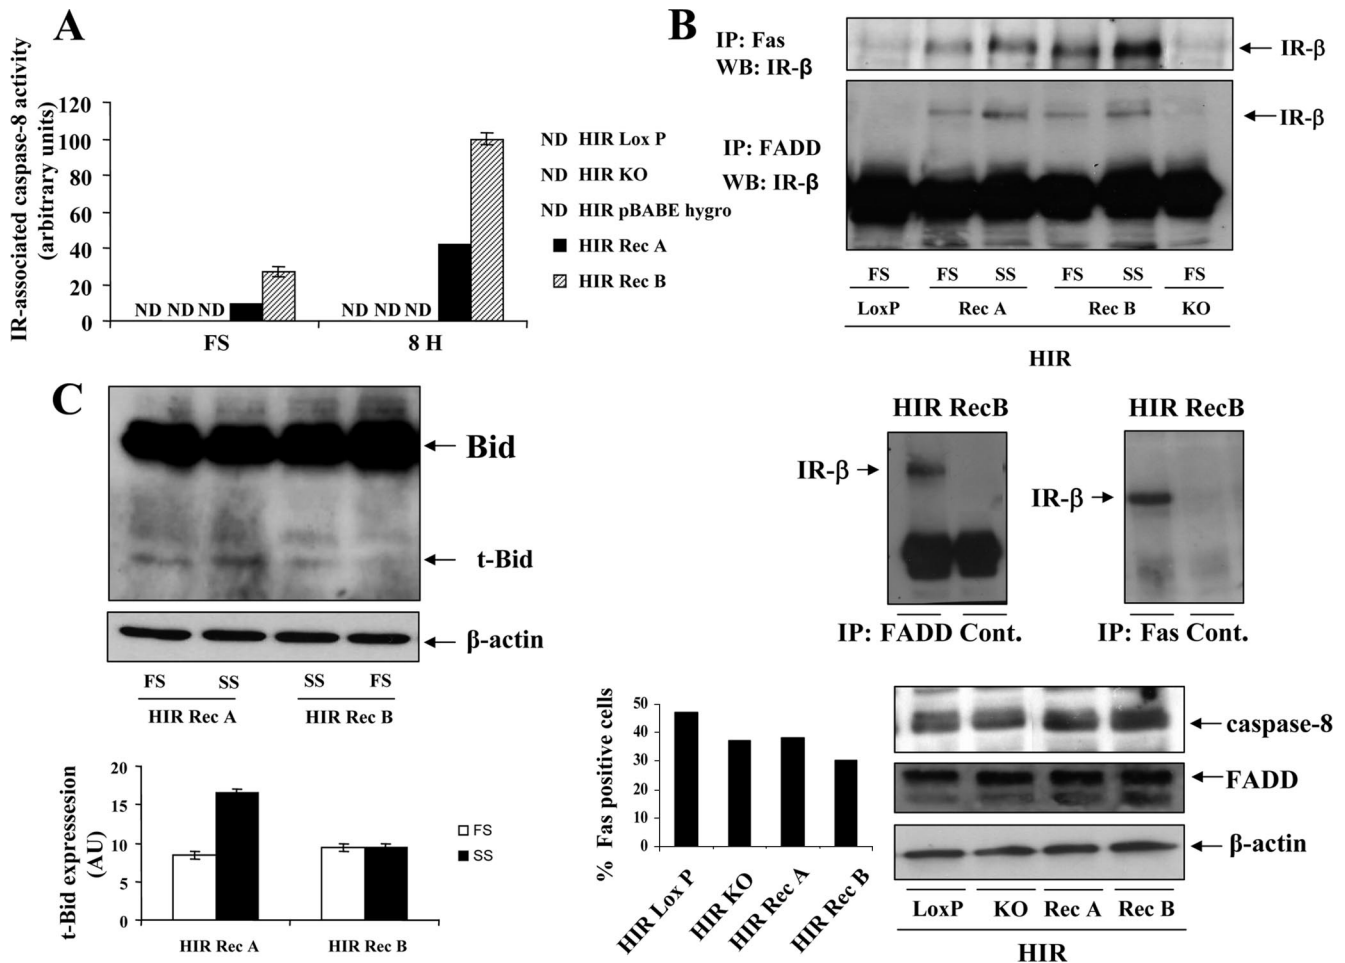 A
IR-associated caspase-8 activity
(arbitrary units)
120
100
80
60
40
20
0
ND ND ND
ND ND ND
FS
8 H
ND HIR Lox P
ND HIR KO
ND HIR pBABE hygro
HIR Rec A
HIR Rec B
B
IP: Fas
WB: IR-β
IR-β
IP: FADD
WB: IR-β
IR-β
FS FS SS FS SS FS
LoxP Rec A Rec B KO
HIR
HIR RecB
IR-β
IP: FADD Cont.
HIR RecB
IR-β
IP: Fas Cont.
% Fas positive cells
50
40
30
20
10
0
HIR Lox P
HIR KO
HIR Rec A
HIR Rec B
caspase-8
FADD
β-actin
LoxP KO Rec A Rec B
HIR
C
Bid
t-Bid
β-actin
FS SS SS FS
HIR Rec A HIR Rec B
t-Bid expressesion
(AU)
20
15
10
5
0
HIR Rec A HIR Rec B
FS
SS